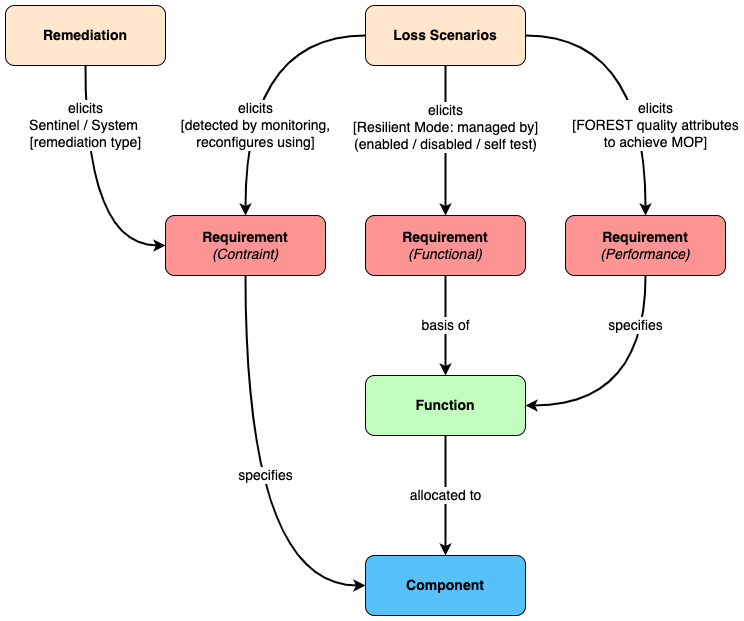 Remediation
Loss Scenarios
elicits
Sentinel / System
[remediation type]
elicits
[detected by monitoring,
reconfigures using]
elicits
[Resilient Mode: managed by]
(enabled / disabled / self test)
elicits
[FOREST quality attributes
to achieve MOP]
Requirement
(Contraint)
Requirement
(Functional)
Requirement
(Performance)
basis of
specifies
Function
specifies
allocated to
Component